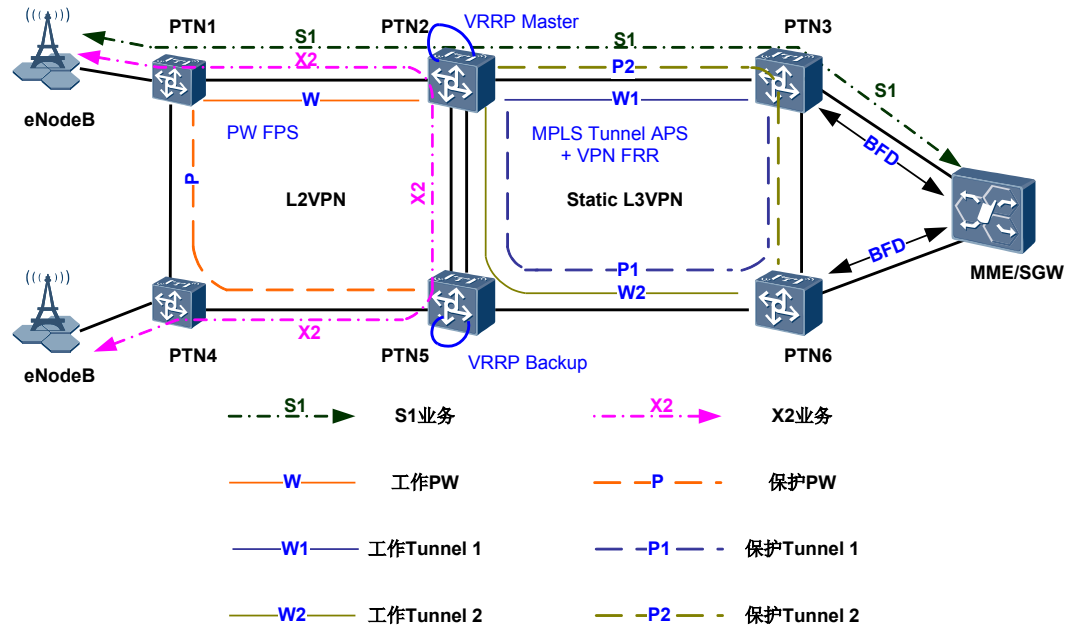 VRRP Master
PTN1
PTN2
PTN3
S1
S1
X2
P2
S1
W
W1
eNodeB
PW FPS
MPLS Tunnel APS
+ VPN FRR
BFD
P
X2
L2VPN
Static L3VPN
BFD
P1
MME/SGW
W2
X2
PTN4
PTN5
PTN6
VRRP Backup
eNodeB
S1 S1业务
X2 X2业务
W 工作PW
P 保护PW
W1 工作Tunnel 1
P1 保护Tunnel 1
W2 工作Tunnel 2
P2 保护Tunnel 2